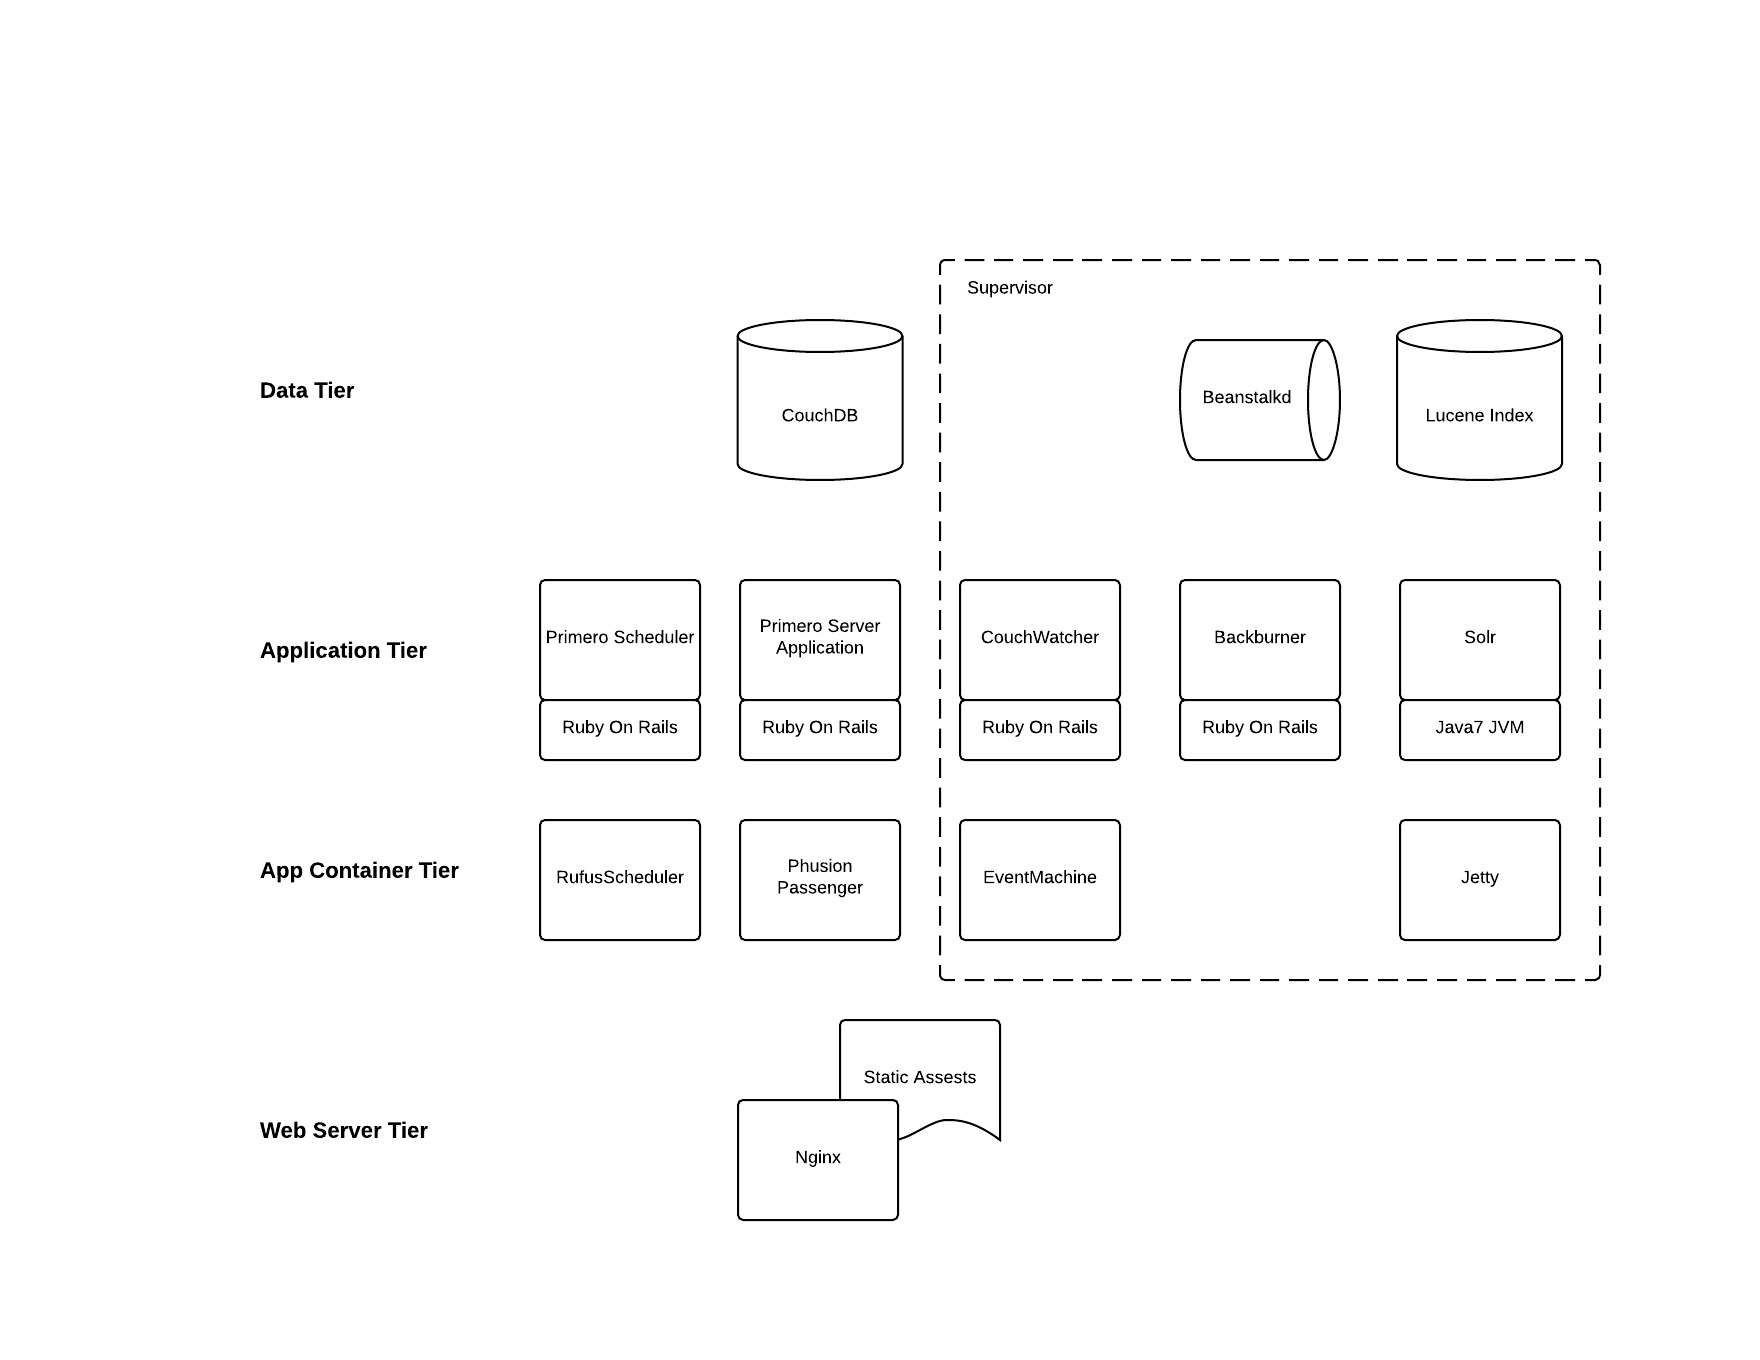 Supervisor
Data Tier
CouchDB
Beanstalkd
Lucene Index
Application Tier
Primero Scheduler
Primero Server
Application
CouchWatcher
Backburner
Solr
Ruby On Rails
Ruby On Rails
Ruby On Rails
Ruby On Rails
Java7 JVM
App Container Tier
RufusScheduler
Phusion
Passenger
EventMachine
Jetty
Static Assests
Web Server Tier
Nginx